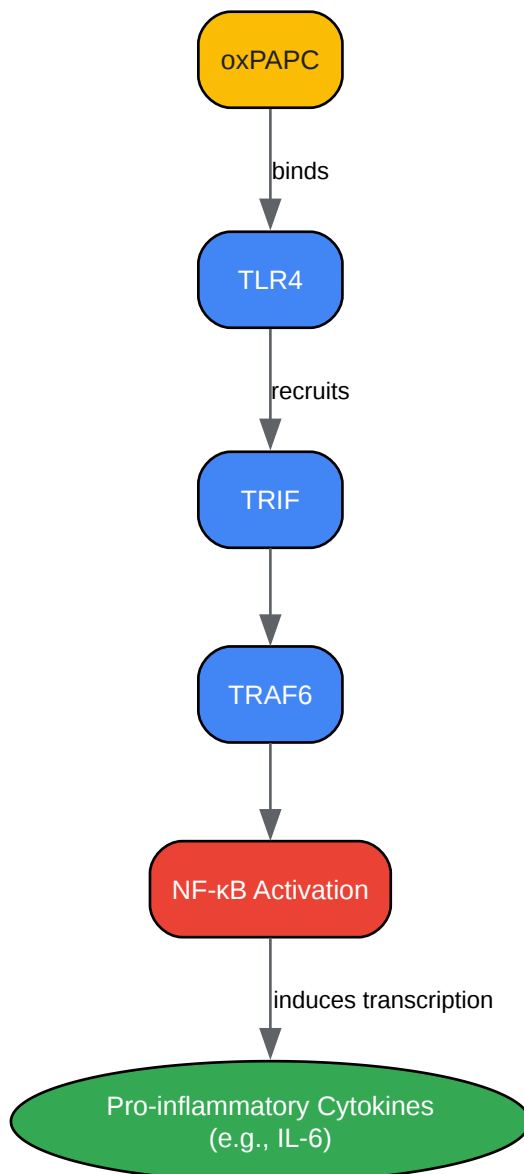 oxPAPC
binds
TLR4
recruits
TRIF
TRAF6
NF-κB Activation
induces transcription
Pro-inflammatory Cytokines
(e.g., IL-6)